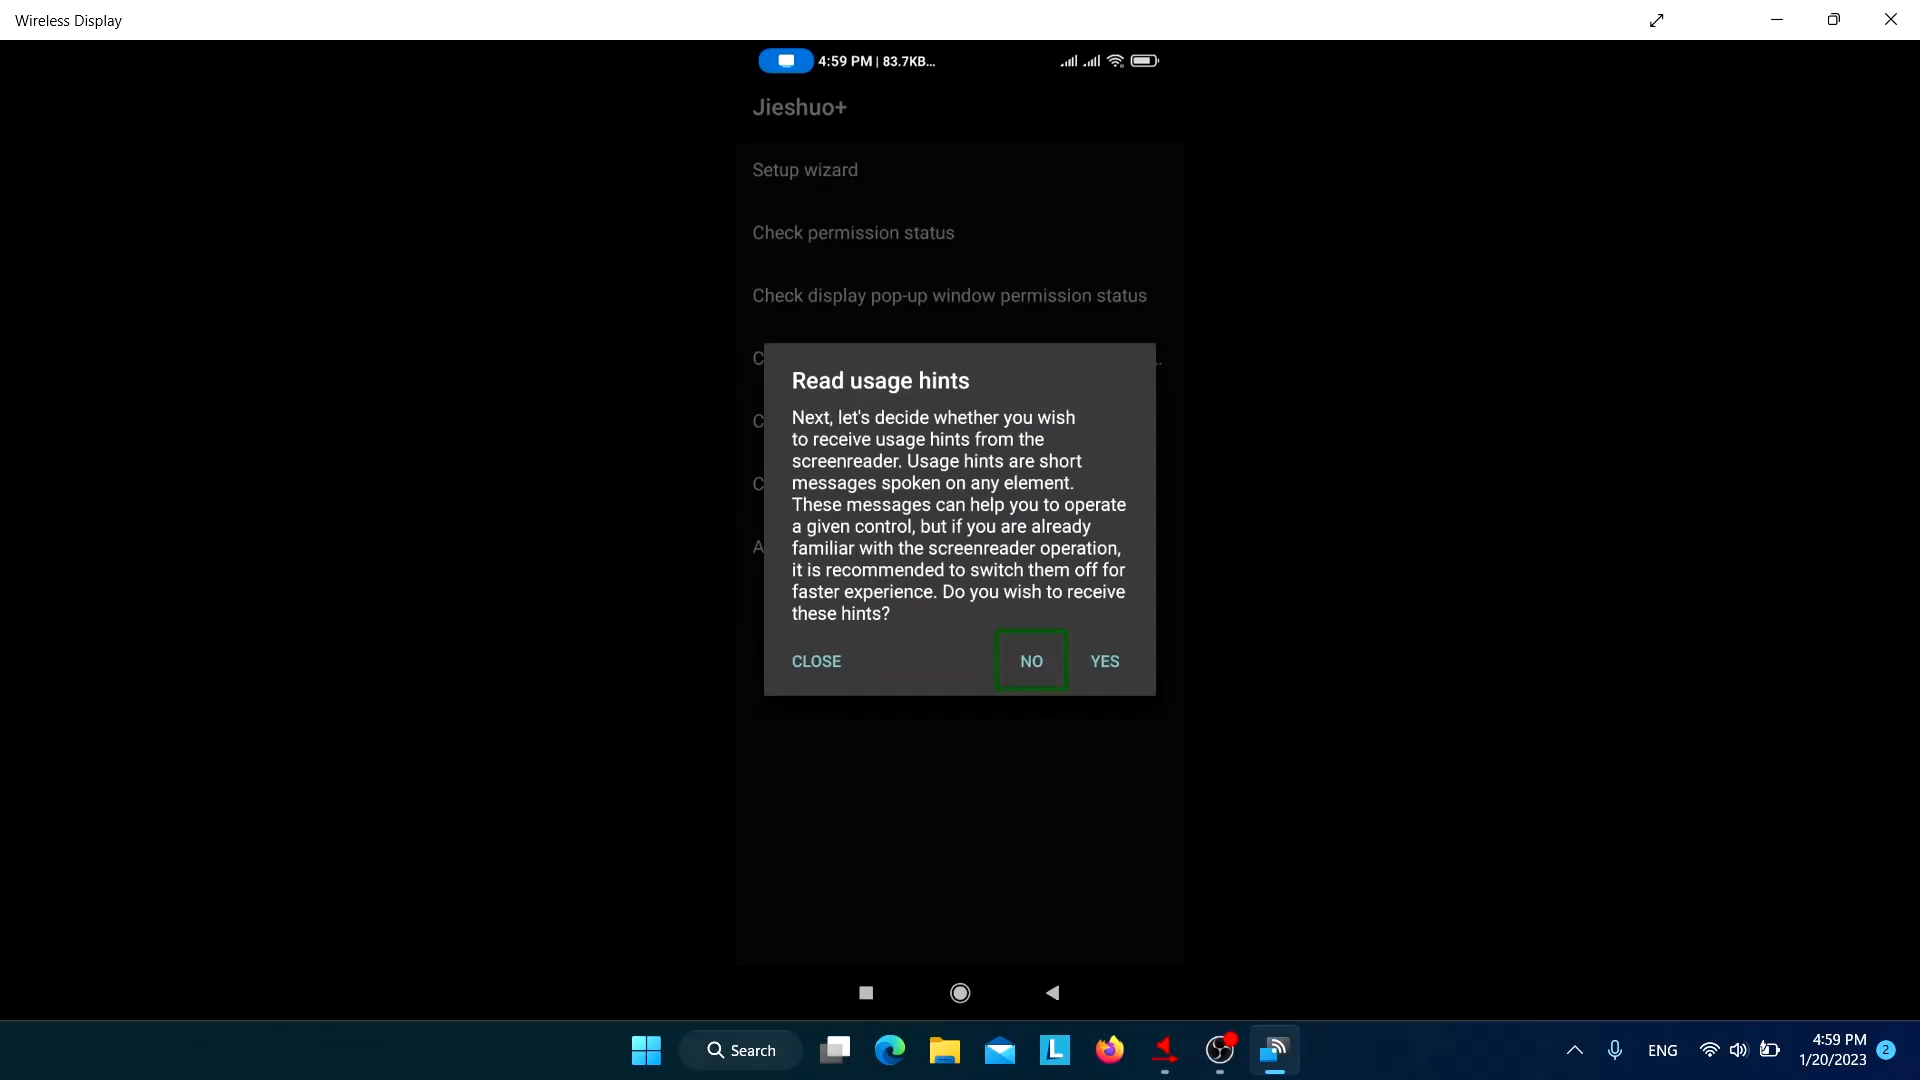 Wireless Display
4:59 PM | 83.7KB...
Jieshuo+
Setup wizard
Check permission status
Check display pop-up window permission status
C
..
C
C
A
Read usage hints
Next, let's decide whether you wish
to receive usage hints from the
screenreader. Usage hints are short
messages spoken on any element.
These messages can help you to operate
a given control, but if you are already
familiar with the screenreader operation,
it is recommended to switch them off for
faster experience. Do you wish to receive
these hints?
CLOSE NO YES
Search
L
ENG
4:59 PM
1/20/2023
2